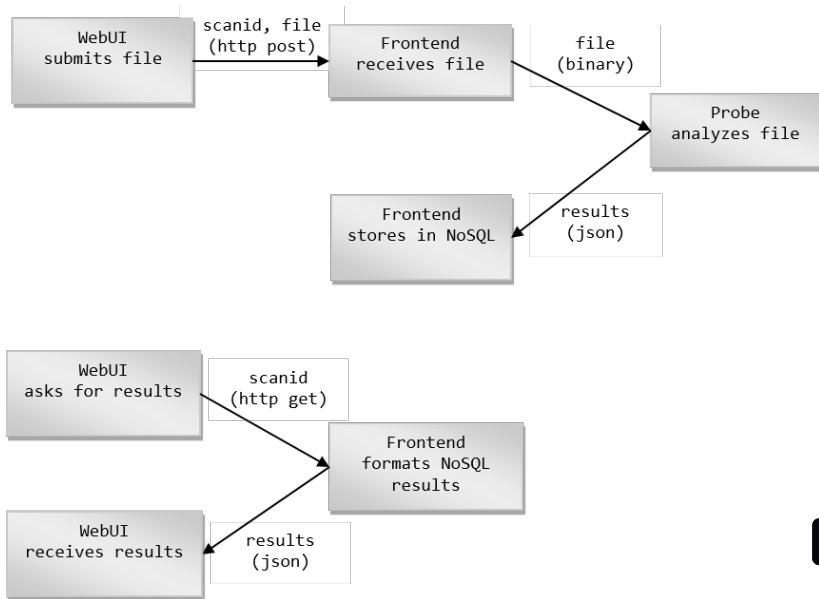 WebUI
submits file
scanid, file
(http post)
Frontend
receives file
file
(binary)
Probe
analyzes file
results
(json)
Frontend
stores in NoSQL
WebUI
asks for results
scanid
(http get)
Frontend
formats NoSQL
results
results
(json)
WebUI
receives results